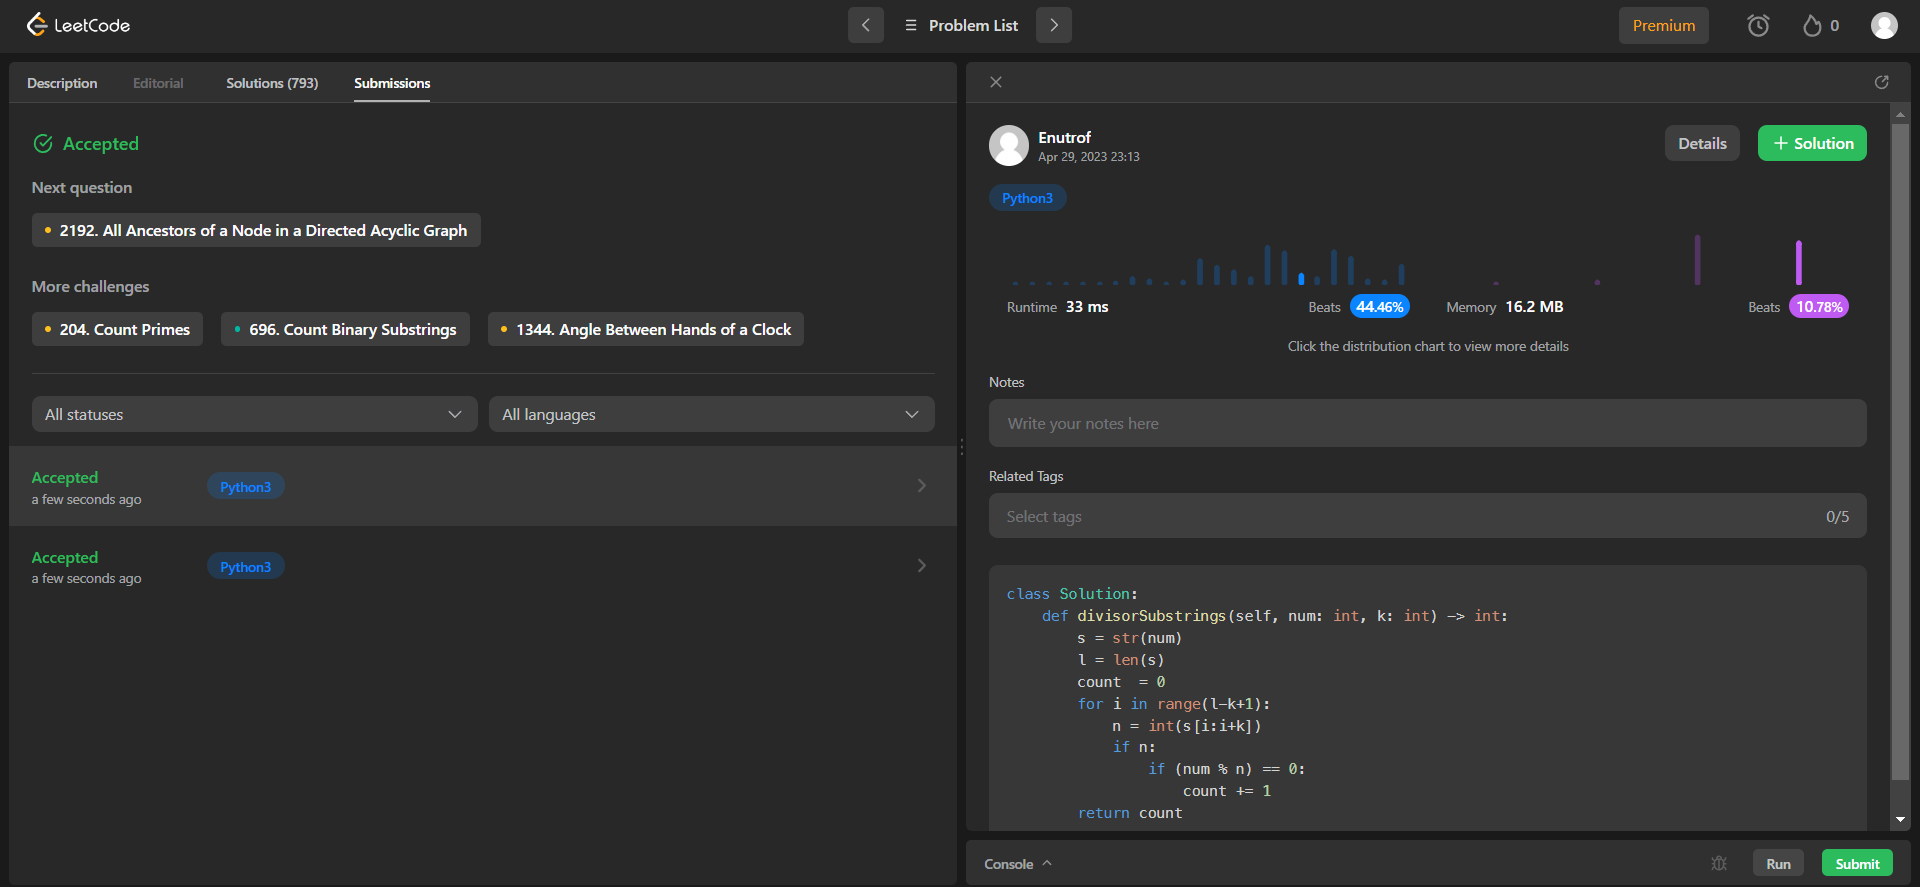 LeetCode
Problem List
Premium
0
Description Editorial Solutions (793) Submissions
Accepted
Next question
2192. All Ancestors of a Node in a Directed Acyclic Graph
More challenges
204. Count Primes 696. Count Binary Substrings 1344. Angle Between Hands of a Clock
All statuses All languages
Accepted
a few seconds ago
Python3
Accepted
a few seconds ago
Python3
Enutrof
Apr 29, 2023 23:13
Details + Solution
Python3
Runtime 33 ms Beats 44.46% Memory 16.2 MB Beats 10.78%
Click the distribution chart to view more details
Notes
Write your notes here
Related Tags
Select tags 0/5
class Solution:
    def divisorSubstrings(self, num: int, k: int) -> int:
        s = str(num)
        l = len(s)
        count  = 0
        for i in range(l-k+1):
            n = int(s[i:i+k])
            if n:
                if (num % n) == 0:
                    count += 1
        return count
Console Run Submit